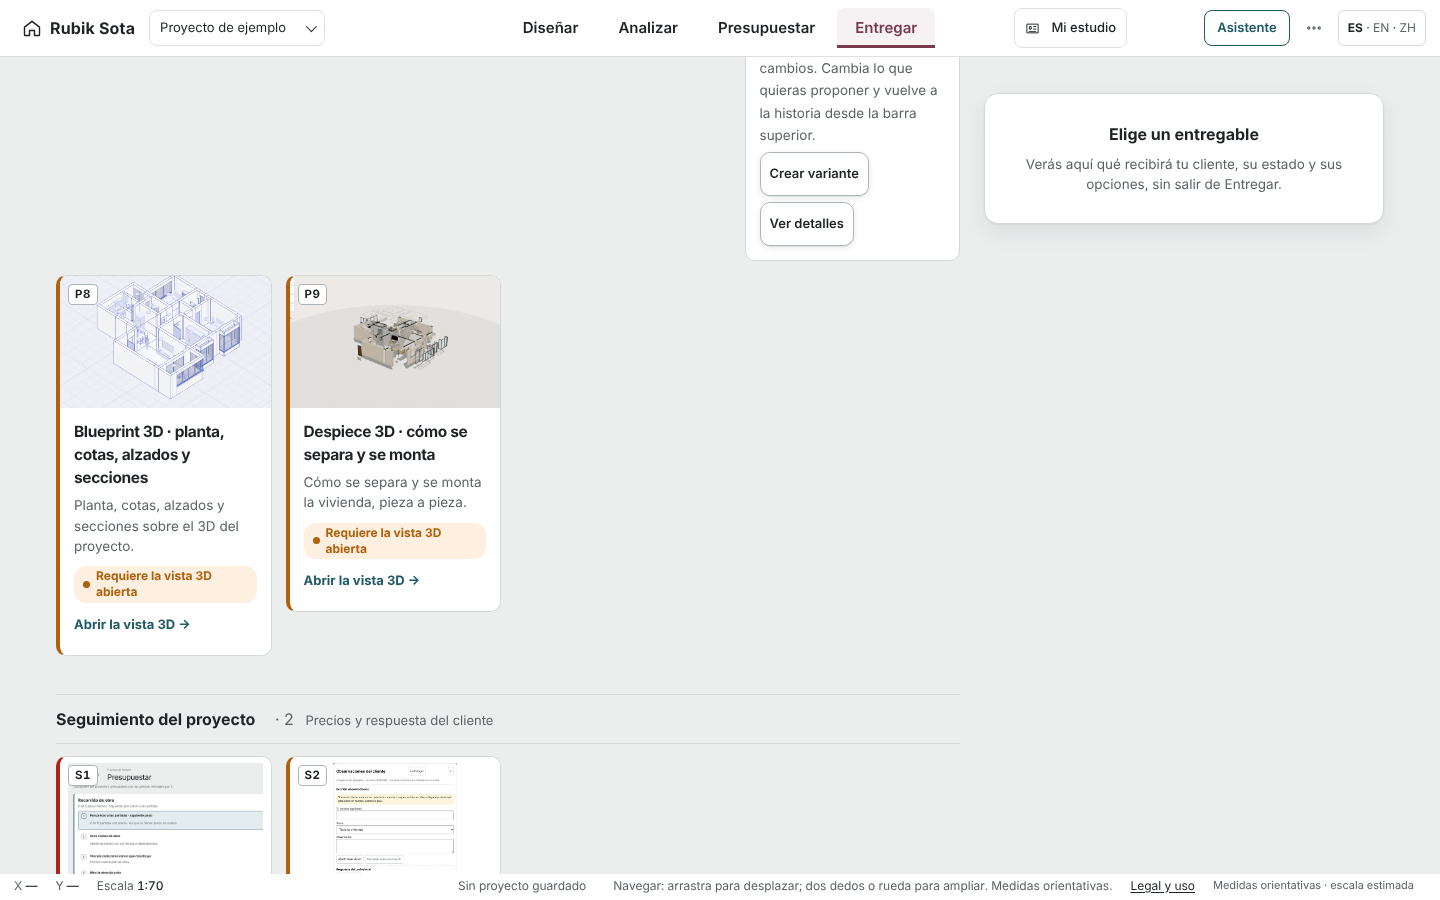 Rubik Sota
Proyecto de ejemplo
Diseñar
Analizar
Presupuestar
Entregar
Mi estudio
Asistente
ES · EN · ZH
cambios. Cambia lo que
quieras proponer y vuelve a
la historia desde la barra
superior.
Crear variante
Ver detalles
Elige un entregable
Verás aquí qué recibirá tu cliente, su estado y sus
opciones, sin salir de Entregar.
P8
Blueprint 3D · planta,
cotas, alzados y
secciones
Planta, cotas, alzados y
secciones sobre el 3D del
proyecto.
Requiere la vista 3D
abierta
Abrir la vista 3D →
P9
Despiece 3D · cómo se
separa y se monta
Cómo se separa y se monta
la vivienda, pieza a pieza.
Requiere la vista 3D
abierta
Abrir la vista 3D →
Seguimiento del proyecto · 2 Precios y respuesta del cliente
S1
Presupuestar
Recorrido de obra
S2
Observaciones del cliente
X — Y — Escala 1:70
Sin proyecto guardado
Navegar: arrastra para desplazar; dos dedos o rueda para ampliar. Medidas orientativas.
Legal y uso
Medidas orientativas · escala estimada